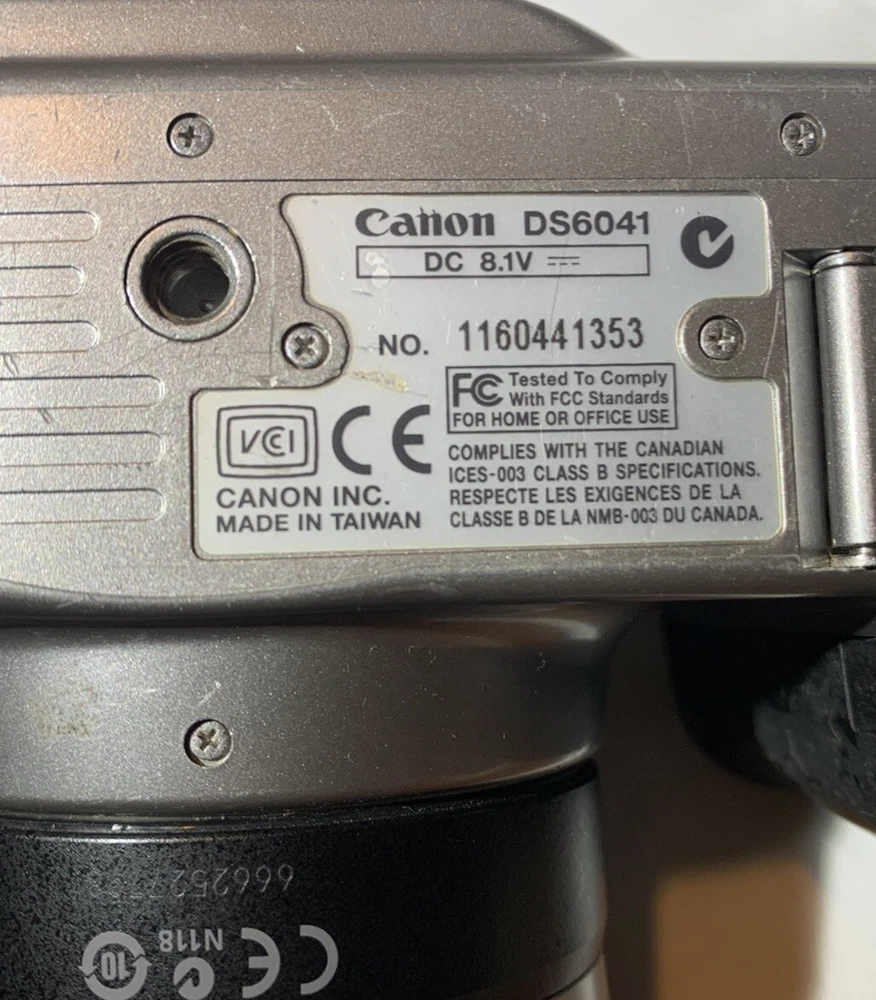 Canon DS6041
DC 8.1V
NO. 1160441353
FC Tested To Comply
With FCC Standards
FOR HOME OR OFFICE USE
VCCI CE
CANON INC.
MADE IN TAIWAN
COMPLIES WITH THE CANADIAN
ICES-003 CLASS B SPECIFICATIONS.
RESPECTE LES EXIGENCES DE LA
CLASSE B DE LA NMB-003 DU CANADA.
CE N118 10